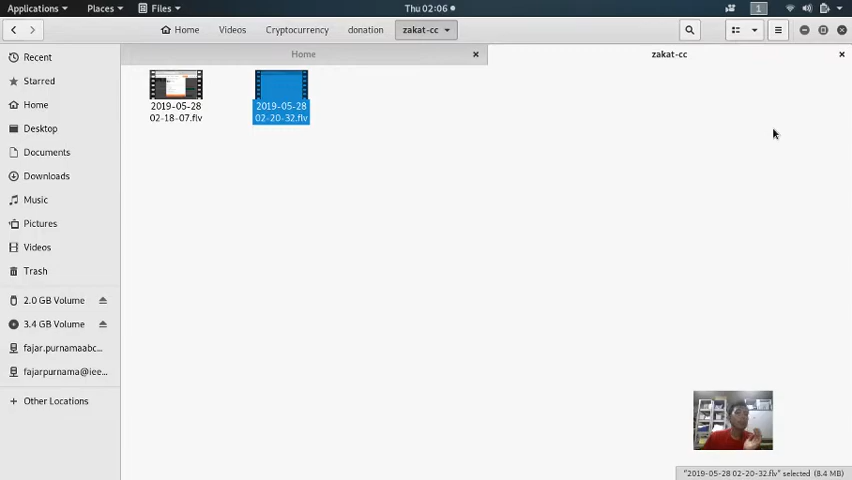 Applications Places Files Thu 02:06 1
Home Videos Cryptocurrency donation zakat-cc
Home zakat-cc
Recent
Starred
Home
Desktop
Documents
Downloads
Music
Pictures
Videos
Trash
2.0 GB Volume
3.4 GB Volume
fajar.purnamaabc...
fajarpurnama@iee...
Other Locations
2019-05-28
02-18-07.flv
2019-05-28
02-20-32.flv
"2019-05-28 02-20-32.flv" selected (8.4 MB)